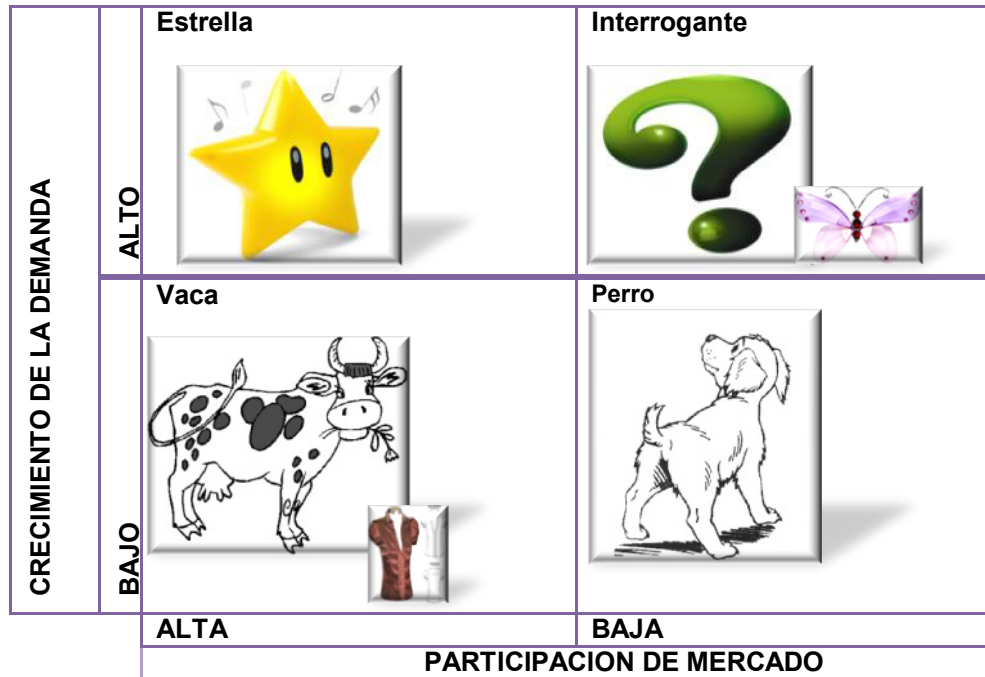 Estrella
Interrogante
CRECIMIENTO DE LA DEMANDA
ALTO
Vaca
Perro
BAJO
ALTA
BAJA
PARTICIPACION DE MERCADO